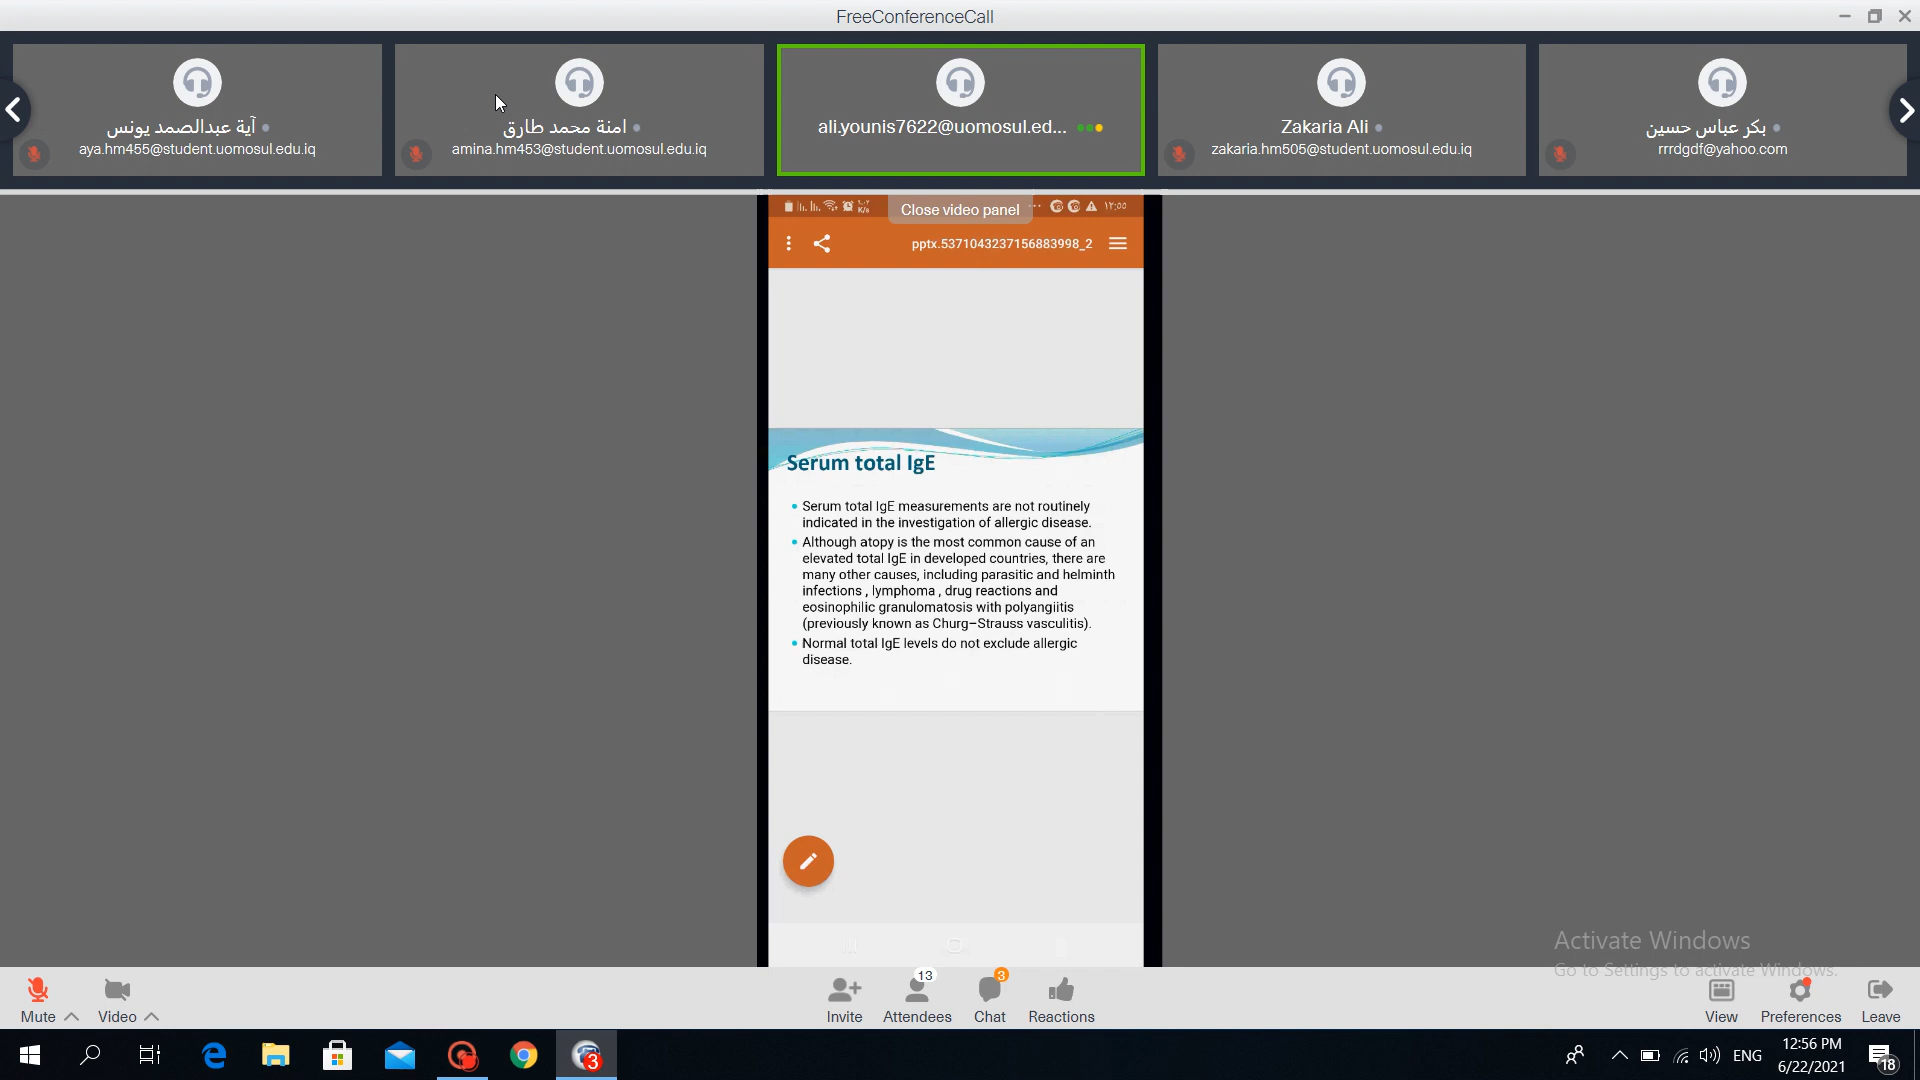 FreeConferenceCall
آية عبدالصمد يونس
aya.hm455@student.uomosul.edu.iq
امنة محمد طارق
amina.hm453@student.uomosul.edu.iq
ali.younis7622@uomosul.ed...
Zakaria Ali
zakaria.hm505@student.uomosul.edu.iq
بكر عباس حسين
rrrdgdf@yahoo.com
K/s
Close video panel
١٢:٥٥
pptx.5371043237156883998_2
Serum total IgE
• Serum total IgE measurements are not routinely
indicated in the investigation of allergic disease.
• Although atopy is the most common cause of an
elevated total IgE in developed countries, there are
many other causes, including parasitic and helminth
infections , lymphoma , drug reactions and
eosinophilic granulomatosis with polyangiitis
(previously known as Churg–Strauss vasculitis).
• Normal total IgE levels do not exclude allergic
disease.
Activate Windows
Go to Settings to activate Windows.
Mute
Video
Invite
13
Attendees
3
Chat
Reactions
View
Preferences
Leave
3
ENG
12:56 PM
6/22/2021
18